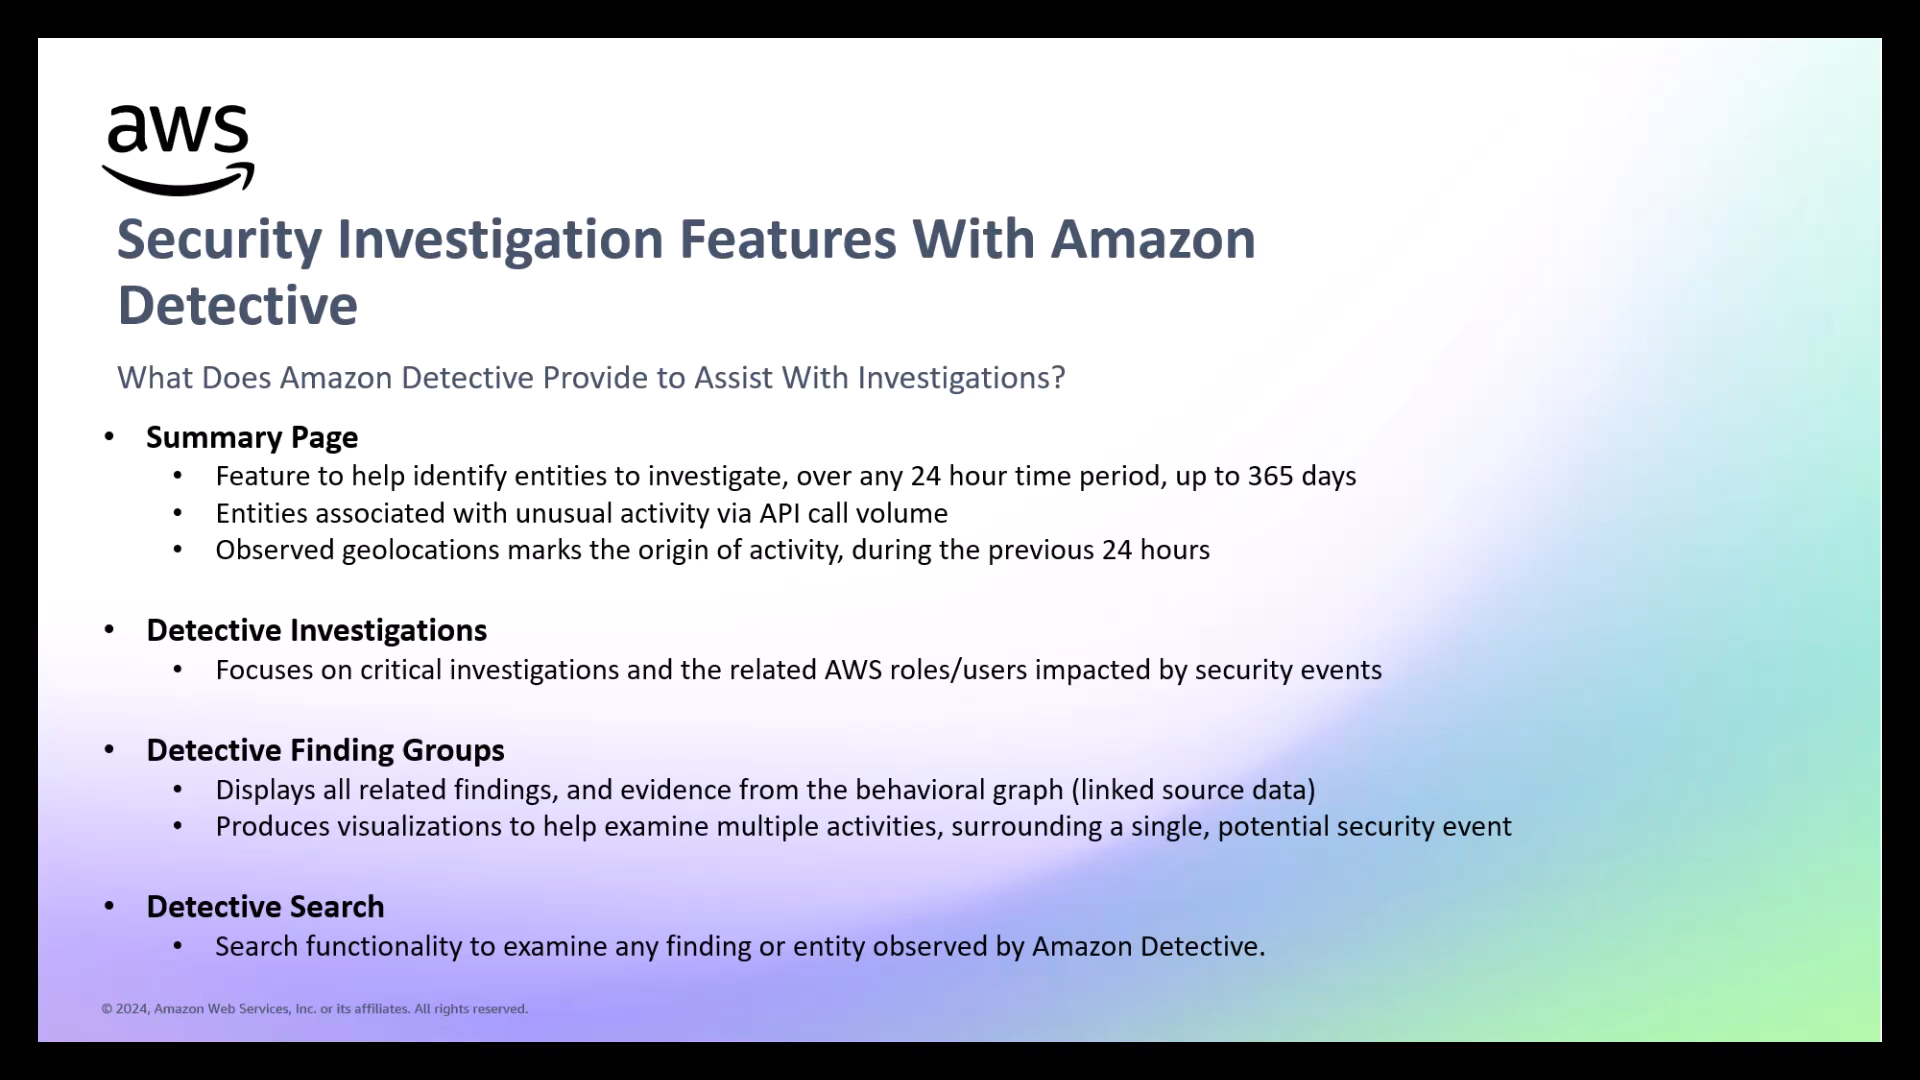 aws
Security Investigation Features With Amazon
Detective
What Does Amazon Detective Provide to Assist With Investigations?
• Summary Page
• Feature to help identify entities to investigate, over any 24 hour time period, up to 365 days
• Entities associated with unusual activity via API call volume
• Observed geolocations marks the origin of activity, during the previous 24 hours
• Detective Investigations
• Focuses on critical investigations and the related AWS roles/users impacted by security events
• Detective Finding Groups
• Displays all related findings, and evidence from the behavioral graph (linked source data)
• Produces visualizations to help examine multiple activities, surrounding a single, potential security event
• Detective Search
• Search functionality to examine any finding or entity observed by Amazon Detective.
© 2024, Amazon Web Services, Inc. or its affiliates. All rights reserved.